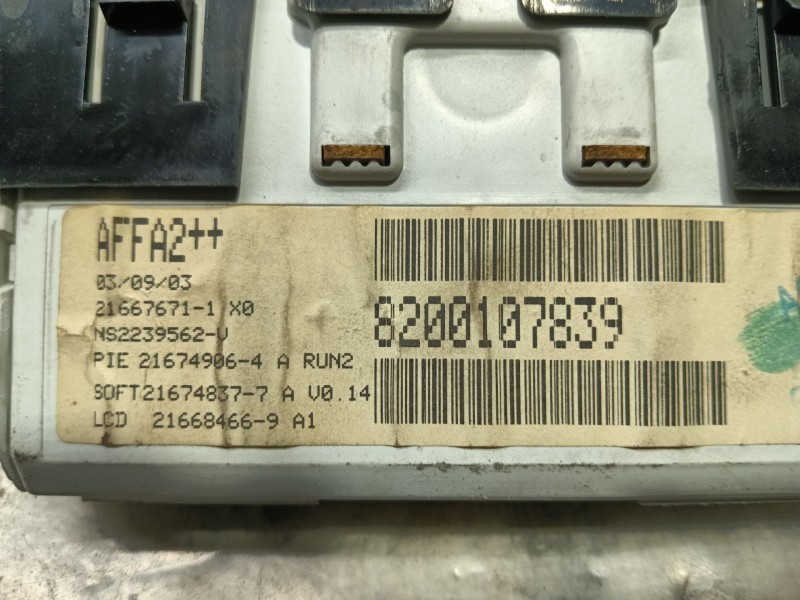 AFFA2++
03/09/03
21667671-1 X0
NS2239562-V
8200107839
PIE 21674906-4 A RUN2
SOFT21674837-7 A V0.14
LCD 21668466-9 A1